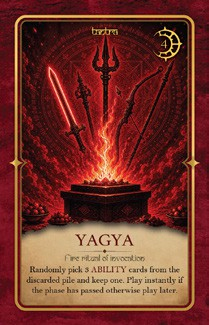 4
YAGYA
Fire ritual of invocation
Randomly pick 3 ABILITY cards from the
discarded pile and keep one. Play instantly if
the phase has passed otherwise play later.